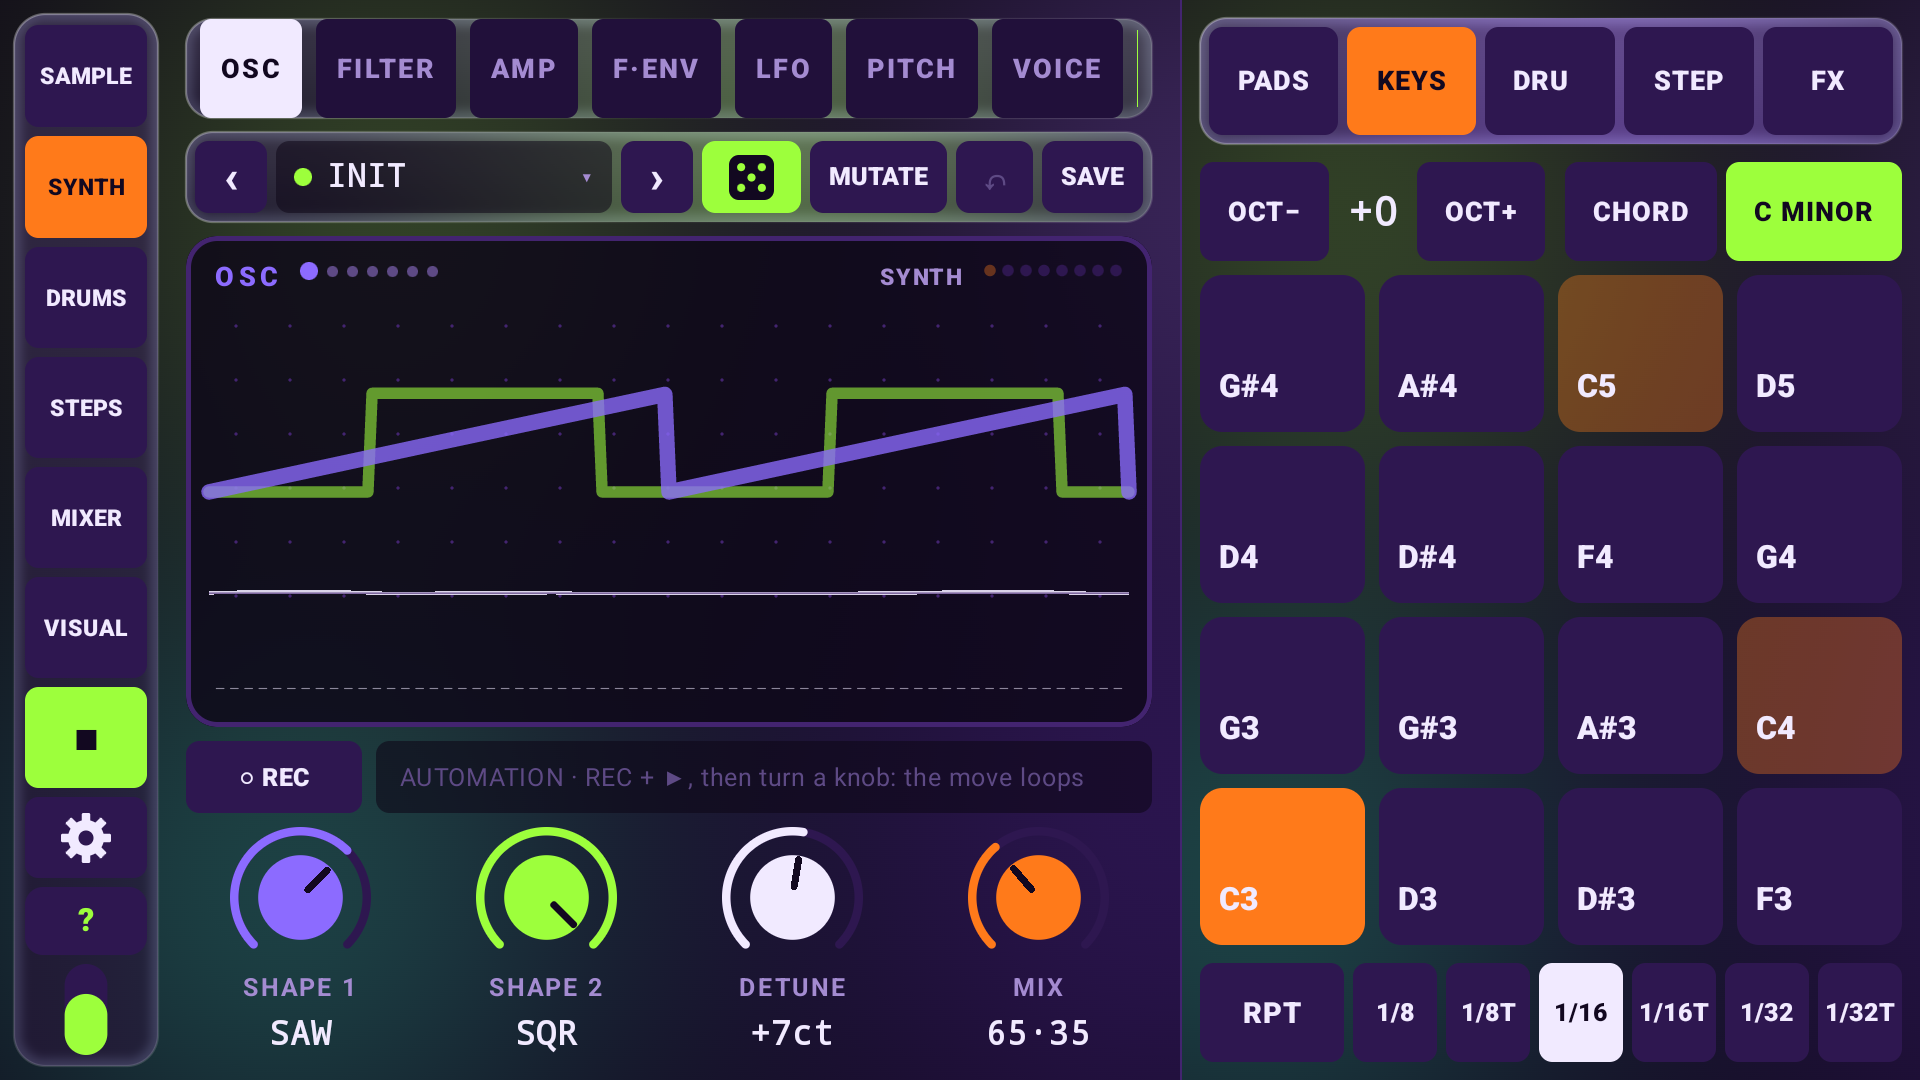 SAMPLE
SYNTH
DRUMS
STEPS
MIXER
VISUAL
?
OSC FILTER AMP F·ENV LFO PITCH VOICE
‹ INIT ▾ › MUTATE ↶ SAVE
OSC SYNTH
REC
AUTOMATION · REC + ►, then turn a knob: the move loops
SHAPE 1 SHAPE 2 DETUNE MIX
SAW SQR +7ct 65·35
PADS KEYS DRU STEP FX
OCT− +0 OCT+ CHORD C MINOR
G#4 A#4 C5 D5
D4 D#4 F4 G4
G3 G#3 A#3 C4
C3 D3 D#3 F3
RPT 1/8 1/8T 1/16 1/16T 1/32 1/32T